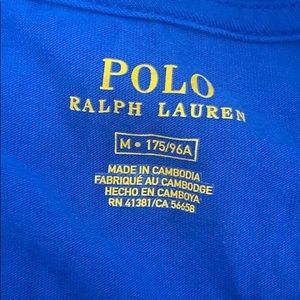 POLO
RALPH LAUREN
M • 175/96A
MADE IN CAMBODIA
FABRIQUÉ AU CAMBODGE
HECHO EN CAMBOYA
RN 41381/CA 56658